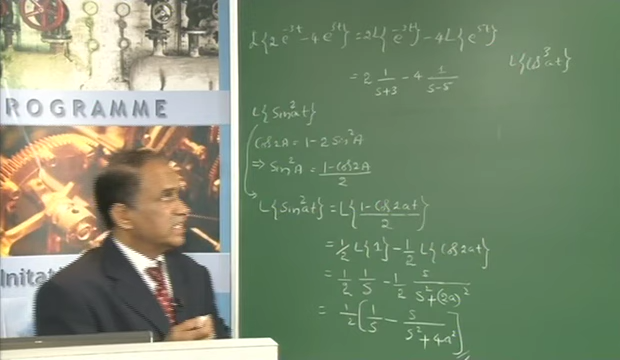 ROGRAMME
Initati
L{2e^{-3t} - 4e^{5t}} = 2L{e^{-3t}} - 4L{e^{5t}}
= 2 1/(s+3) - 4 1/(s-5)
L{Sin²at}
Cos2A = 1 - 2Sin²A
⇒ Sin²A = (1-Cos2A)/2
L{Sin²at} = L{(1-Cos2at)/2}
= 1/2 L{1} - 1/2 L{Cos2at}
= 1/2 1/s - 1/2 s/(s²+(2a)²)
= 1/2 [1/s - s/(s²+4a²)]
L{Cos³at}